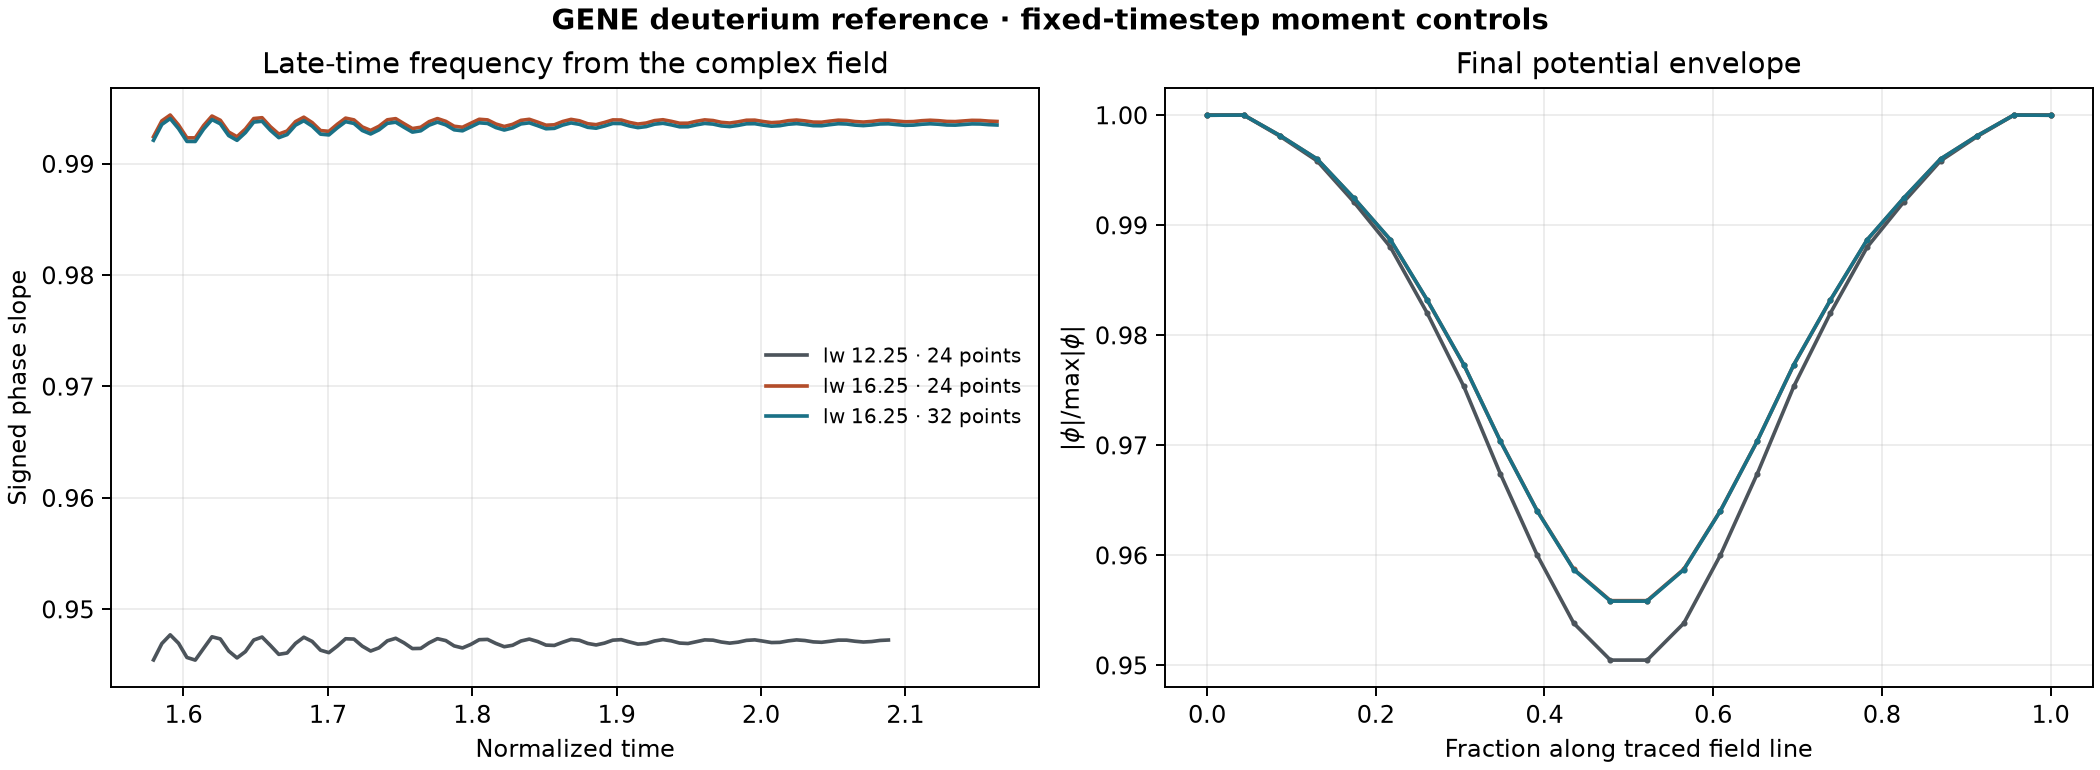 GENE deuterium reference · fixed-timestep moment controls
Late-time frequency from the complex field
Signed phase slope
0.99
0.98
0.97
0.96
0.95
lw 12.25 · 24 points
lw 16.25 · 24 points
lw 16.25 · 32 points
1.6 1.7 1.8 1.9 2.0 2.1
Normalized time
Final potential envelope
|ϕ|/max|ϕ|
1.00
0.99
0.98
0.97
0.96
0.95
0.0 0.2 0.4 0.6 0.8 1.0
Fraction along traced field line